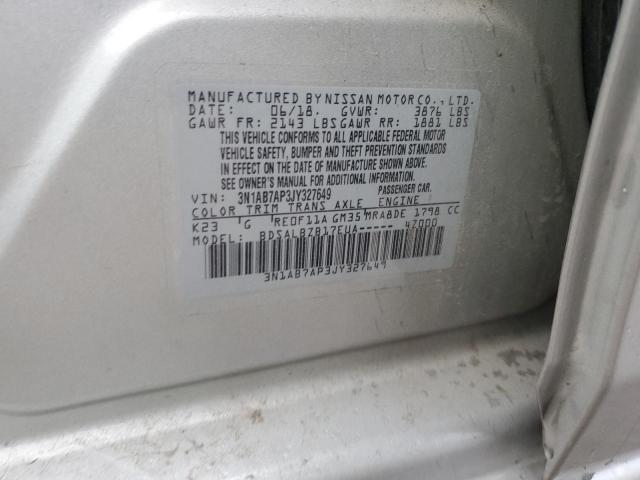 MANUFACTURED BY NISSAN MOTOR CO., LTD.
DATE: 06/18. GVWR: 3876 LBS
GAWR FR: 2143 LBS GAWR RR: 1881 LBS
THIS VEHICLE CONFORMS TO ALL APPLICABLE FEDERAL MOTOR
VEHICLE SAFETY, BUMPER AND THEFT PREVENTION STANDARDS
IN EFFECT ON THE DATE OF MANUFACTURE SHOWN ABOVE.
SEE OWNER'S MANUAL FOR ADDITIONAL INFORMATION.
VIN: 3N1AB7AP3JY327649 PASSENGER CAR.
COLOR TRIM TRANS AXLE ENGINE
K23 G RE0F11A GM35 MRA8DE 1798 CC
MODEL: BDSALBZB17EUA----- 47000
3N1AB7AP3JY327649